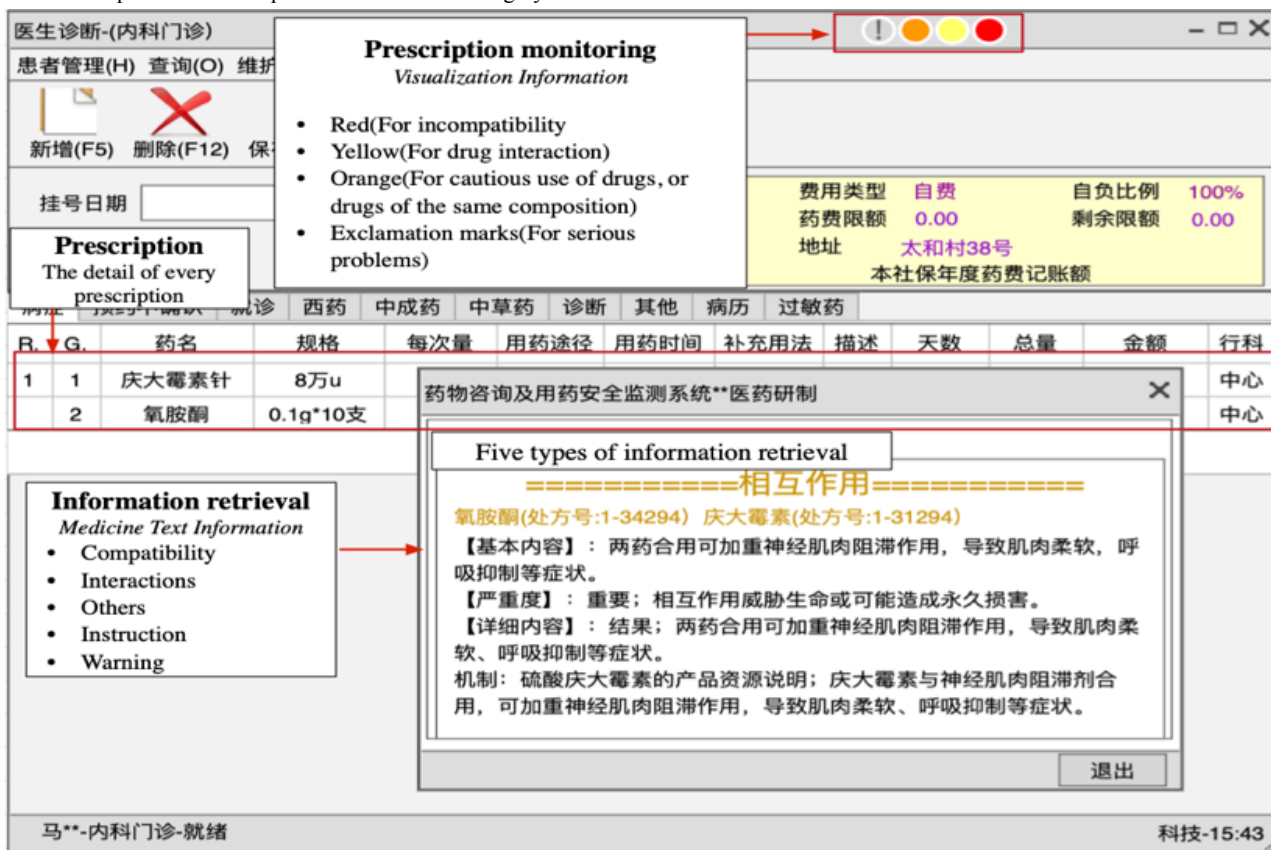 医生诊断-(内科门诊)
患者管理(H) 查询(O) 维护
新增(F5) 删除(F12) 保
Prescription monitoring
Visualization Information
• Red(For incompatibility
• Yellow(For drug interaction)
• Orange(For cautious use of drugs, or
drugs of the same composition)
• Exclamation marks(For serious
problems)
挂号日期
费用类型 自费 自负比例 100%
药费限额 0.00 剩余限额 0.00
地址 太和村38号
本社保年度药费记账额
Prescription
The detail of every
prescription
就诊 西药 中成药 中草药 诊断 其他 病历 过敏药
R. G. 药名 规格 每次量 用药途径 用药时间 补充用法 描述 天数 总量 金额 行科
1 1 庆大霉素针 8万u 中心
2 氧胺酮 0.1g*10支 中心
药物咨询及用药安全监测系统**医药研制
Five types of information retrieval
===========相互作用===========
氧胺酮(处方号:1-34294) 庆大霉素(处方号:1-31294)
【基本内容】: 两药合用可加重神经肌肉阻滞作用, 导致肌肉柔软, 呼
吸抑制等症状。
【严重度】: 重要; 相互作用威胁生命或可能造成永久损害。
【详细内容】: 结果; 两药合用可加重神经肌肉阻滞作用, 导致肌肉柔
软、呼吸抑制等症状。
机制: 硫酸庆大霉素的产品资源说明; 庆大霉素与神经肌肉阻滞剂合
用, 可加重神经肌肉阻滞作用, 导致肌肉柔软、呼吸抑制等症状。
退出
Information retrieval
Medicine Text Information
• Compatibility
• Interactions
• Others
• Instruction
• Warning
马**-内科门诊-就绪
科技-15:43